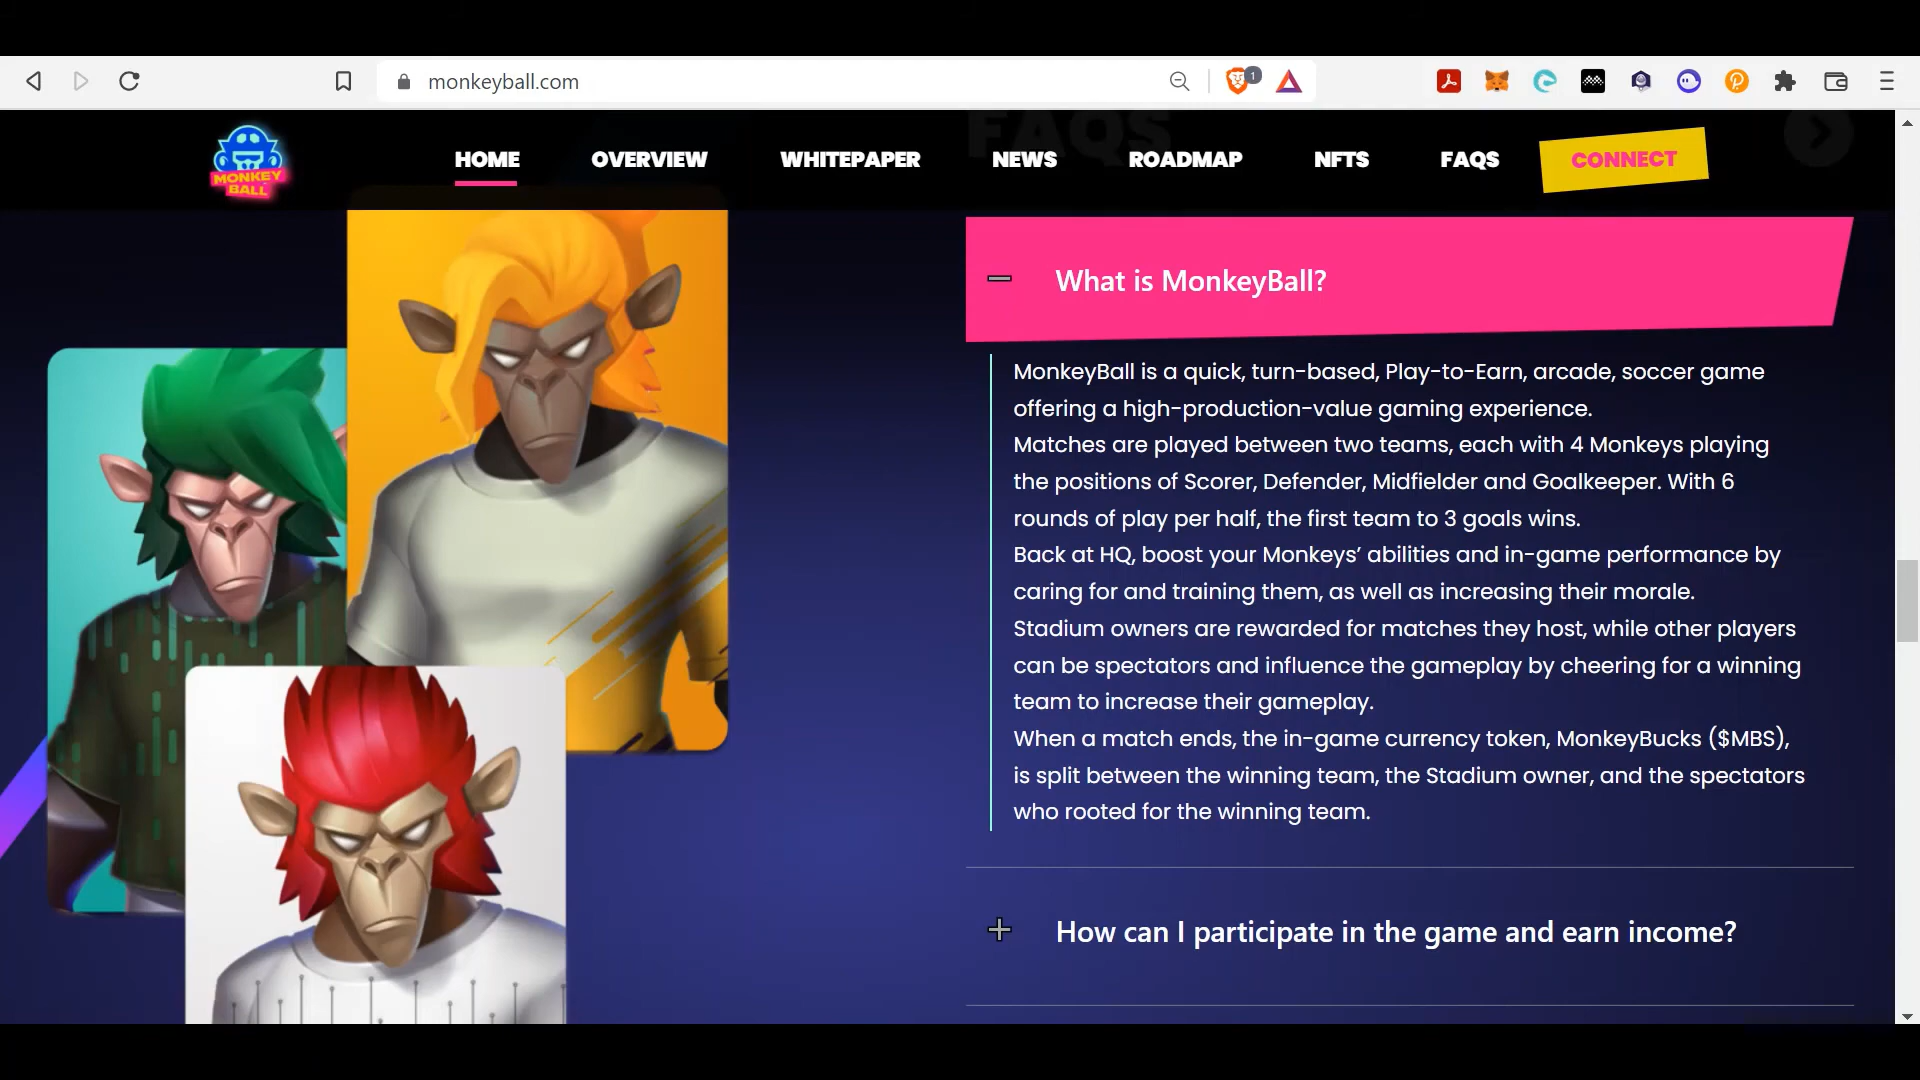 monkeyball.com
1
FAQS
MONKEY
BALL
HOME
OVERVIEW
WHITEPAPER
NEWS
ROADMAP
NFTS
FAQS
CONNECT
What is MonkeyBall?
MonkeyBall is a quick, turn-based, Play-to-Earn, arcade, soccer game
offering a high-production-value gaming experience.
Matches are played between two teams, each with 4 Monkeys playing
the positions of Scorer, Defender, Midfielder and Goalkeeper. With 6
rounds of play per half, the first team to 3 goals wins.
Back at HQ, boost your Monkeys’ abilities and in-game performance by
caring for and training them, as well as increasing their morale.
Stadium owners are rewarded for matches they host, while other players
can be spectators and influence the gameplay by cheering for a winning
team to increase their gameplay.
When a match ends, the in-game currency token, MonkeyBucks ($MBS),
is split between the winning team, the Stadium owner, and the spectators
who rooted for the winning team.
How can I participate in the game and earn income?